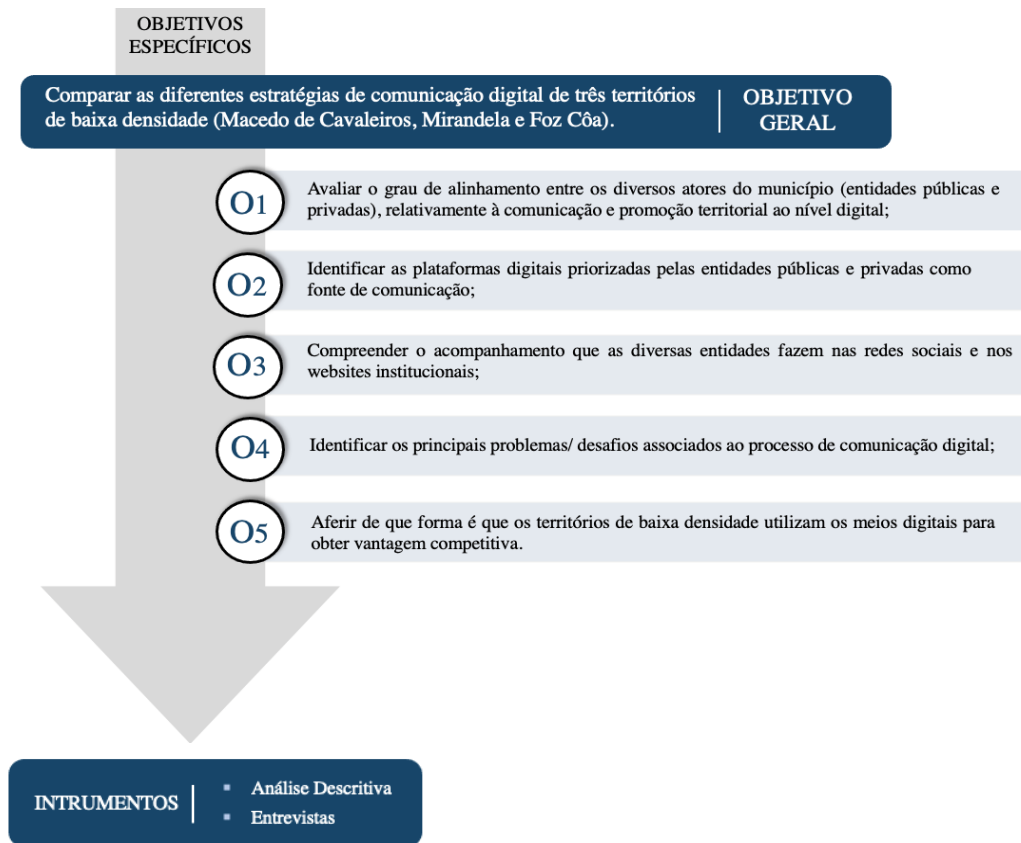 OBJETIVOS
ESPECÍFICOS
Comparar as diferentes estratégias de comunicação digital de três territórios
de baixa densidade (Macedo de Cavaleiros, Mirandela e Foz Côa).
OBJETIVO
GERAL
O1
Avaliar o grau de alinhamento entre os diversos atores do município (entidades públicas e
privadas), relativamente à comunicação e promoção territorial ao nível digital;
O2
Identificar as plataformas digitais priorizadas pelas entidades públicas e privadas como
fonte de comunicação;
O3
Compreender o acompanhamento que as diversas entidades fazem nas redes sociais e nos
websites institucionais;
O4
Identificar os principais problemas/ desafios associados ao processo de comunicação digital;
O5
Aferir de que forma é que os territórios de baixa densidade utilizam os meios digitais para
obter vantagem competitiva.
INTRUMENTOS
▪ Análise Descritiva
▪ Entrevistas